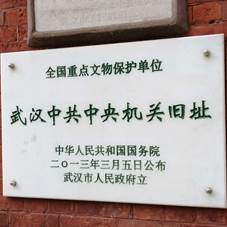 全国重点文物保护单位
武汉中共中央机关旧址
中华人民共和国国务院
二〇一三年三月五日公布
武汉市人民政府立